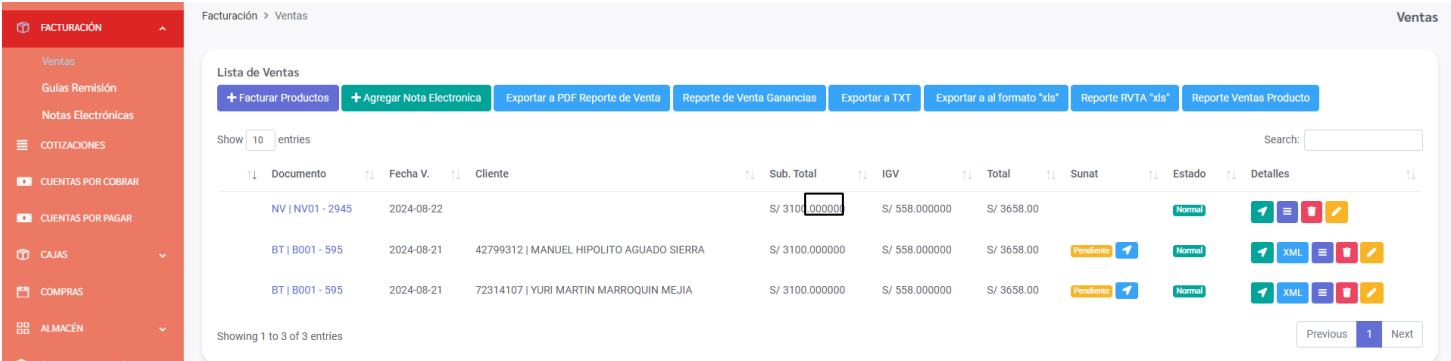 FACTURACIÓN
Ventas
Guías Remisión
Notas Electrónicas
COTIZACIONES
CUENTAS POR COBRAR
CUENTAS POR PAGAR
CAJAS
COMPRAS
ALMACÉN
Facturación > Ventas
Ventas
Lista de Ventas
+ Facturar Productos + Agregar Nota Electronica Exportar a PDF Reporte de Venta Reporte de Venta Ganancias Exportar a TXT Exportar a al formato "xls" Reporte RVTA "xls" Reporte Ventas Producto
Show 10 entries Search:
Documento Fecha V. Cliente Sub. Total IGV Total Sunat Estado Detalles
NV | NV01 - 2945 2024-08-22 S/ 3100.000000 S/ 558.000000 S/ 3658.00 Normal
BT | B001 - 595 2024-08-21 42799312 | MANUEL HIPOLITO AGUADO SIERRA S/ 3100.000000 S/ 558.000000 S/ 3658.00 Pendiente Normal XML
BT | B001 - 595 2024-08-21 72314107 | YURI MARTIN MARROQUIN MEJIA S/ 3100.000000 S/ 558.000000 S/ 3658.00 Pendiente Normal XML
Showing 1 to 3 of 3 entries
Previous 1 Next